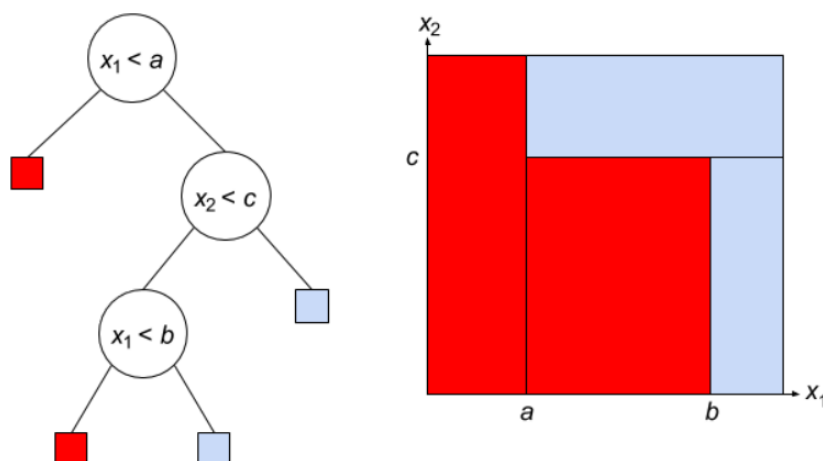 x₁ < a
x₂ < c
x₁ < b
x₂
c
a
b
x₁